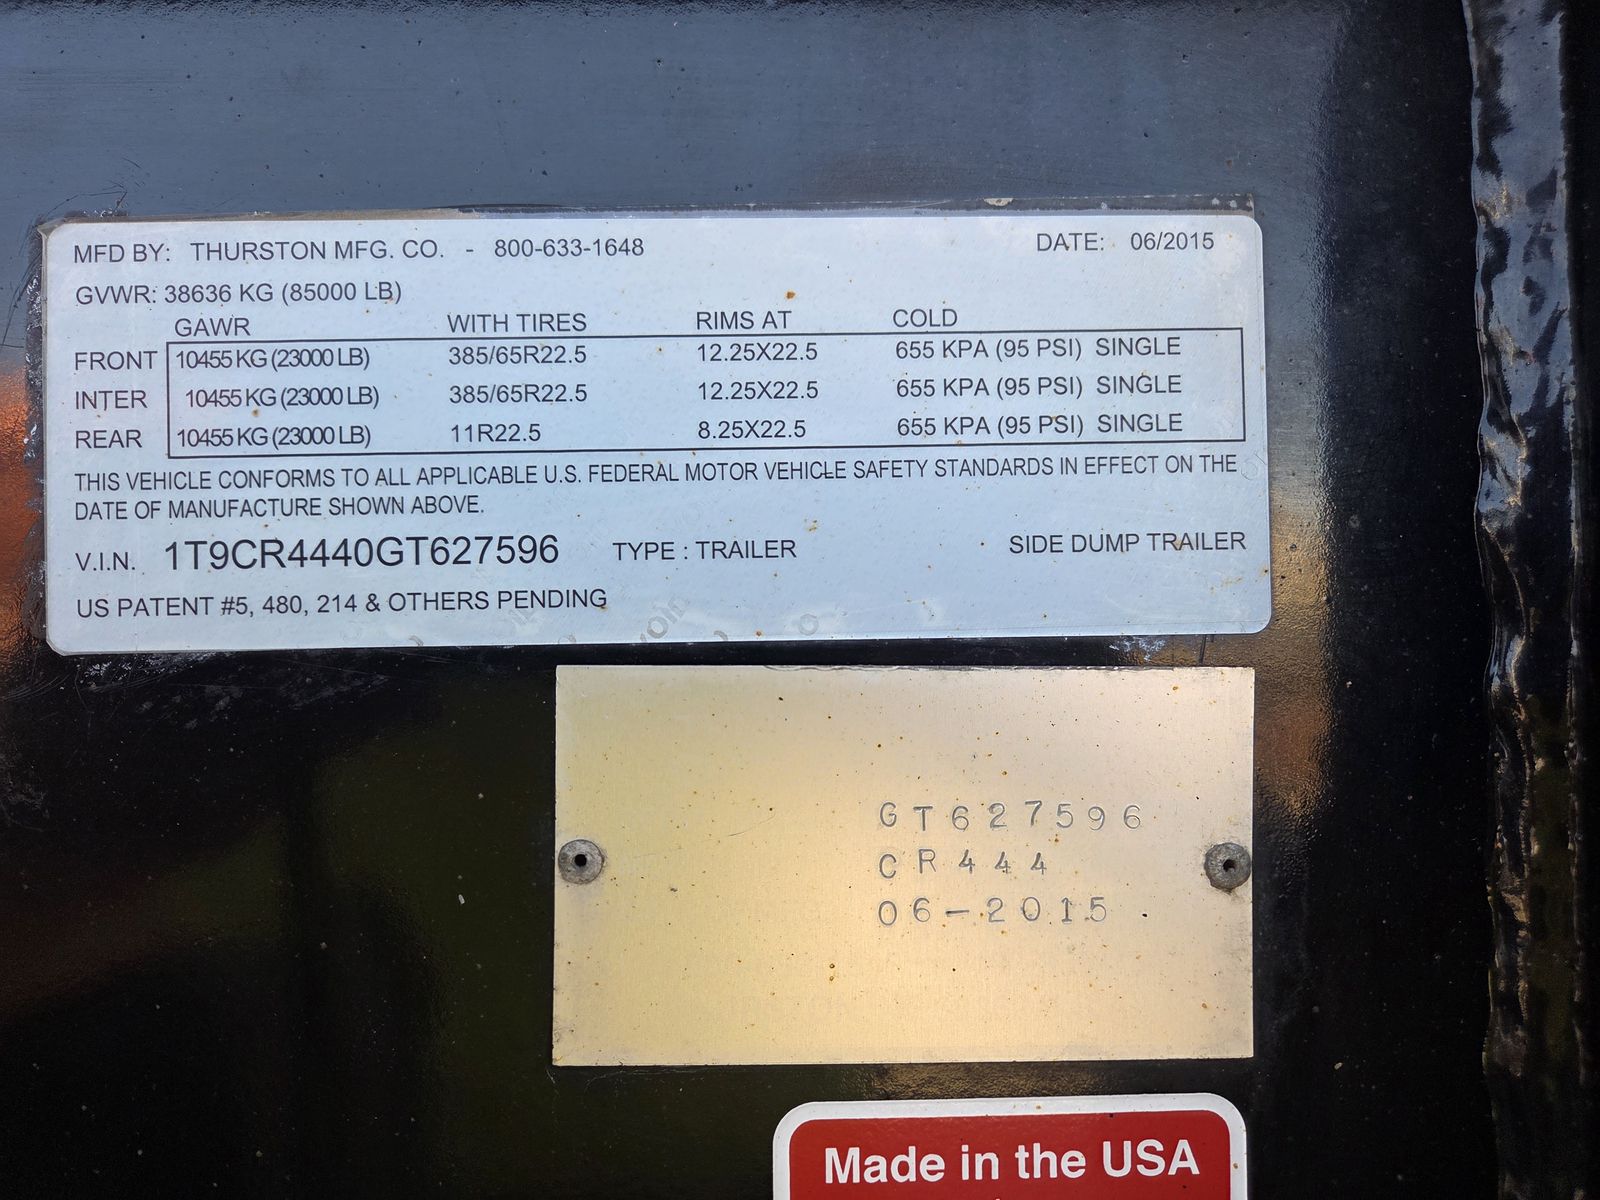 MFD BY: THURSTON MFG. CO. - 800-633-1648 DATE: 06/2015
GVWR: 38636 KG (85000 LB)
GAWR WITH TIRES RIMS AT COLD
FRONT 10455 KG (23000 LB) 385/65R22.5 12.25X22.5 655 KPA (95 PSI) SINGLE
INTER 10455 KG (23000 LB) 385/65R22.5 12.25X22.5 655 KPA (95 PSI) SINGLE
REAR 10455 KG (23000 LB) 11R22.5 8.25X22.5 655 KPA (95 PSI) SINGLE
THIS VEHICLE CONFORMS TO ALL APPLICABLE U.S. FEDERAL MOTOR VEHICLE SAFETY STANDARDS IN EFFECT ON THE
DATE OF MANUFACTURE SHOWN ABOVE.
V.I.N. 1T9CR4440GT627596 TYPE : TRAILER SIDE DUMP TRAILER
US PATENT #5, 480, 214 & OTHERS PENDING
GT627596
CR444
06-2015
Made in the USA